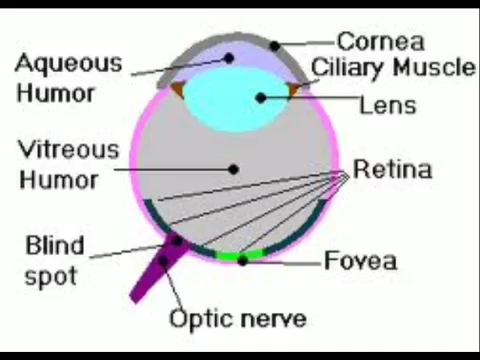 Cornea
Aqueous
Humor
Ciliary Muscle
Lens
Vitreous
Humor
Retina
Blind
spot
Fovea
Optic nerve